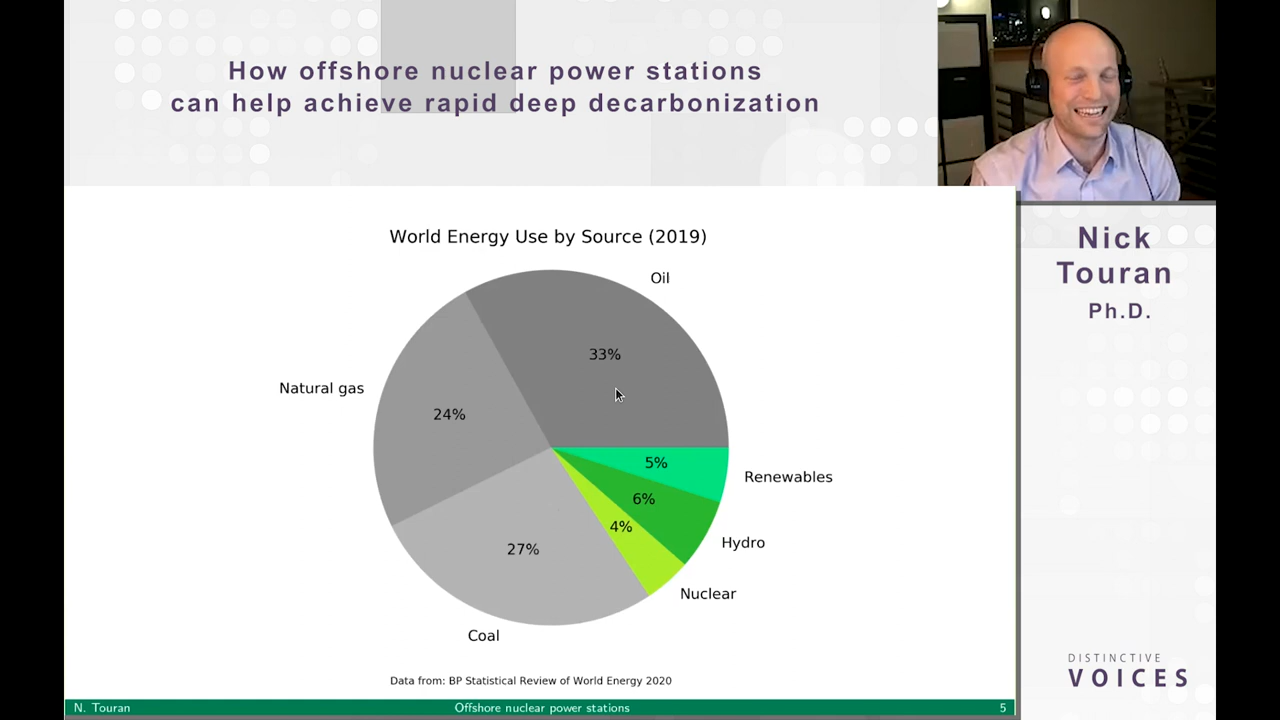 How offshore nuclear power stations
can help achieve rapid deep decarbonization
Nick
Touran
Ph.D.
World Energy Use by Source (2019)
Oil
33%
Natural gas
24%
5%
Renewables
6%
Hydro
4%
Nuclear
27%
Coal
Data from: BP Statistical Review of World Energy 2020
N. Touran
Offshore nuclear power stations
5
DISTINCTIVE
VOICES